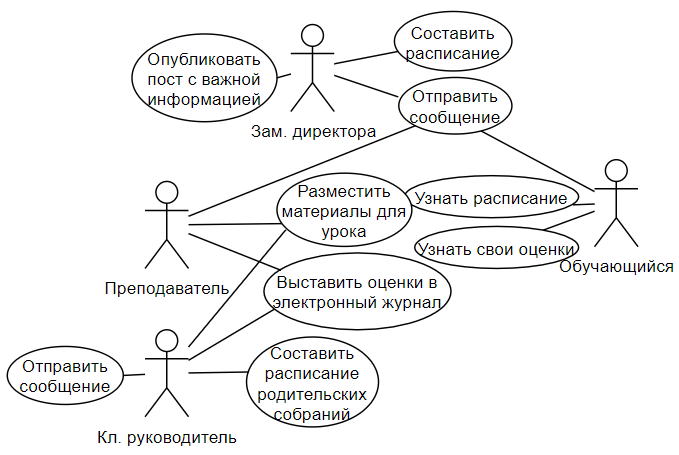 Составить
расписание
Опубликовать
пост с важной
информацией
Отправить
сообщение
Зам. директора
Разместить
материалы для
урока
Узнать расписание
Узнать свои оценки
Обучающийся
Преподаватель
Выставить оценки в
электронный журнал
Отправить
сообщение
Составить
расписание
родительских
собраний
Кл. руководитель